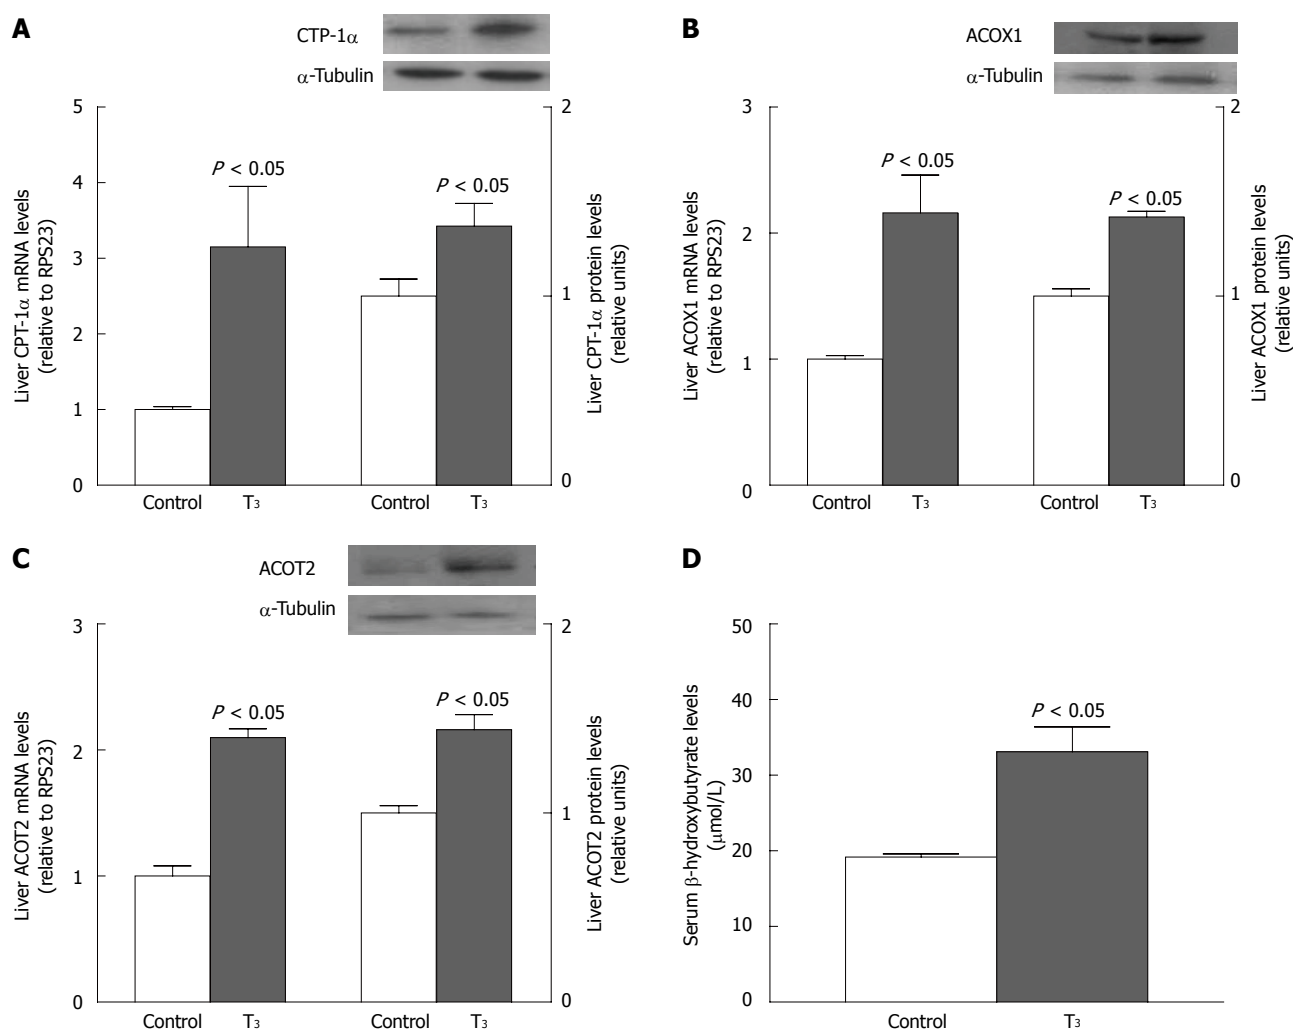 A
CTP-1α
α-Tubulin
5
4
3
2
1
0
Liver CPT-1α mRNA levels
(relative to RPS23)
P < 0.05
P < 0.05
2
1
0
Liver CPT-1α protein levels
(relative units)
Control
T3
Control
T3
B
ACOX1
α-Tubulin
3
2
1
0
Liver ACOX1 mRNA levels
(relative to RPS23)
P < 0.05
P < 0.05
2
1
0
Liver ACOX1 protein levels
(relative units)
Control
T3
Control
T3
C
ACOT2
α-Tubulin
3
2
1
0
Liver ACOT2 mRNA levels
(relative to RPS23)
P < 0.05
P < 0.05
2
1
0
Liver ACOT2 protein levels
(relative units)
Control
T3
Control
T3
D
50
40
30
20
10
0
Serum β-hydroxybutyrate levels
(μmol/L)
P < 0.05
Control
T3